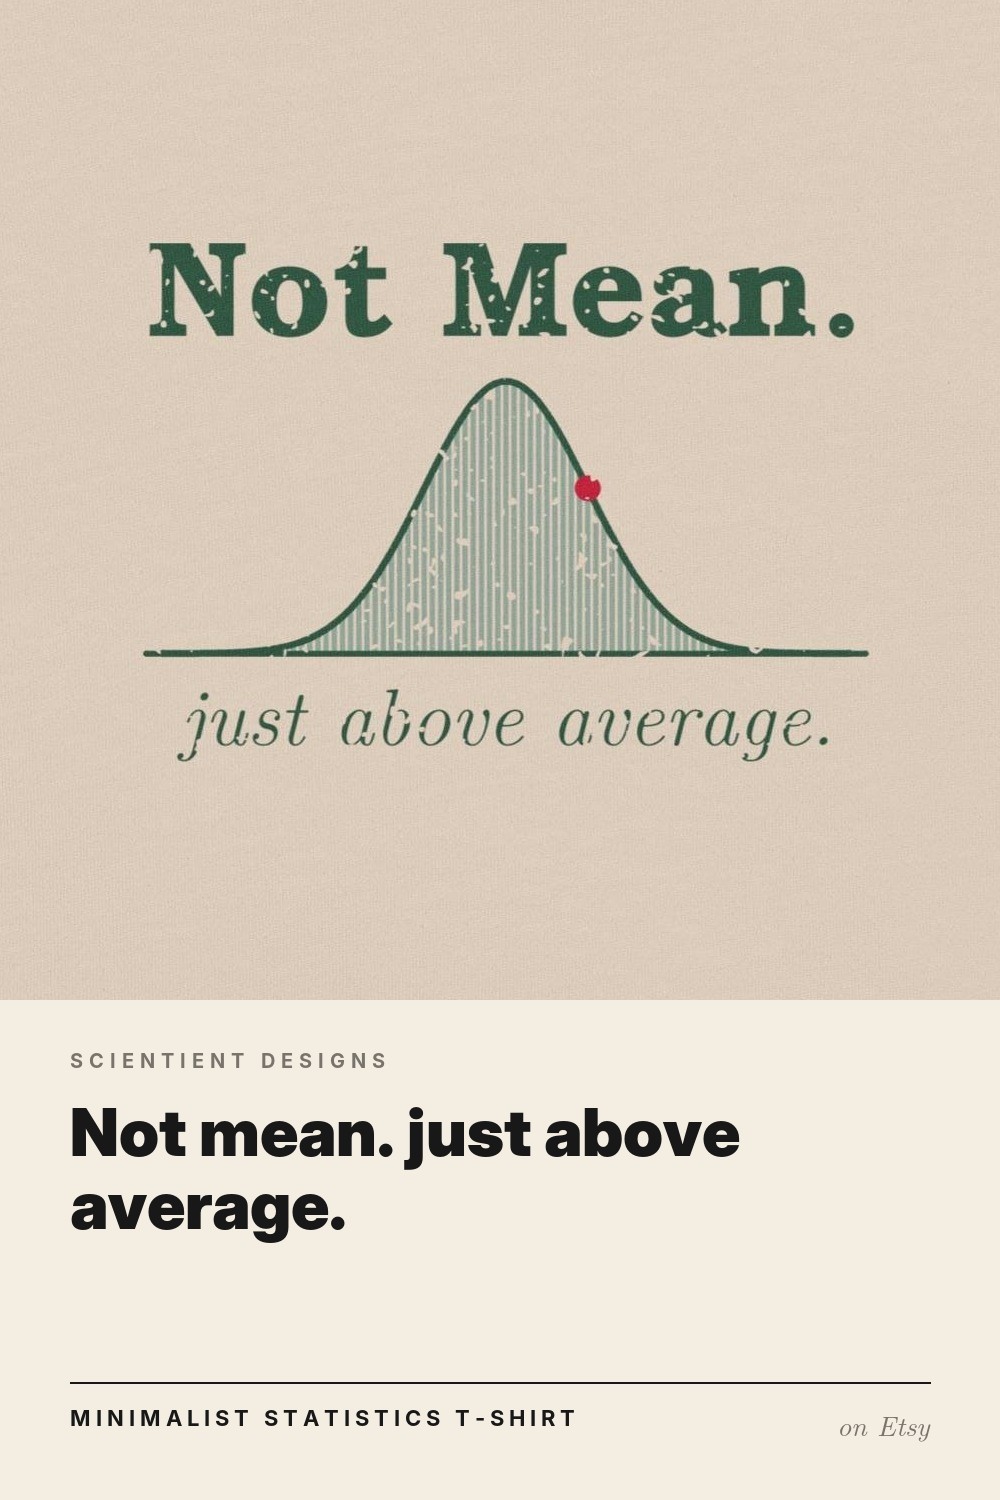 Not Mean.
just above average.
SCIENTIENT DESIGNS
Not mean. just above
average.
MINIMALIST STATISTICS T-SHIRT
on Etsy